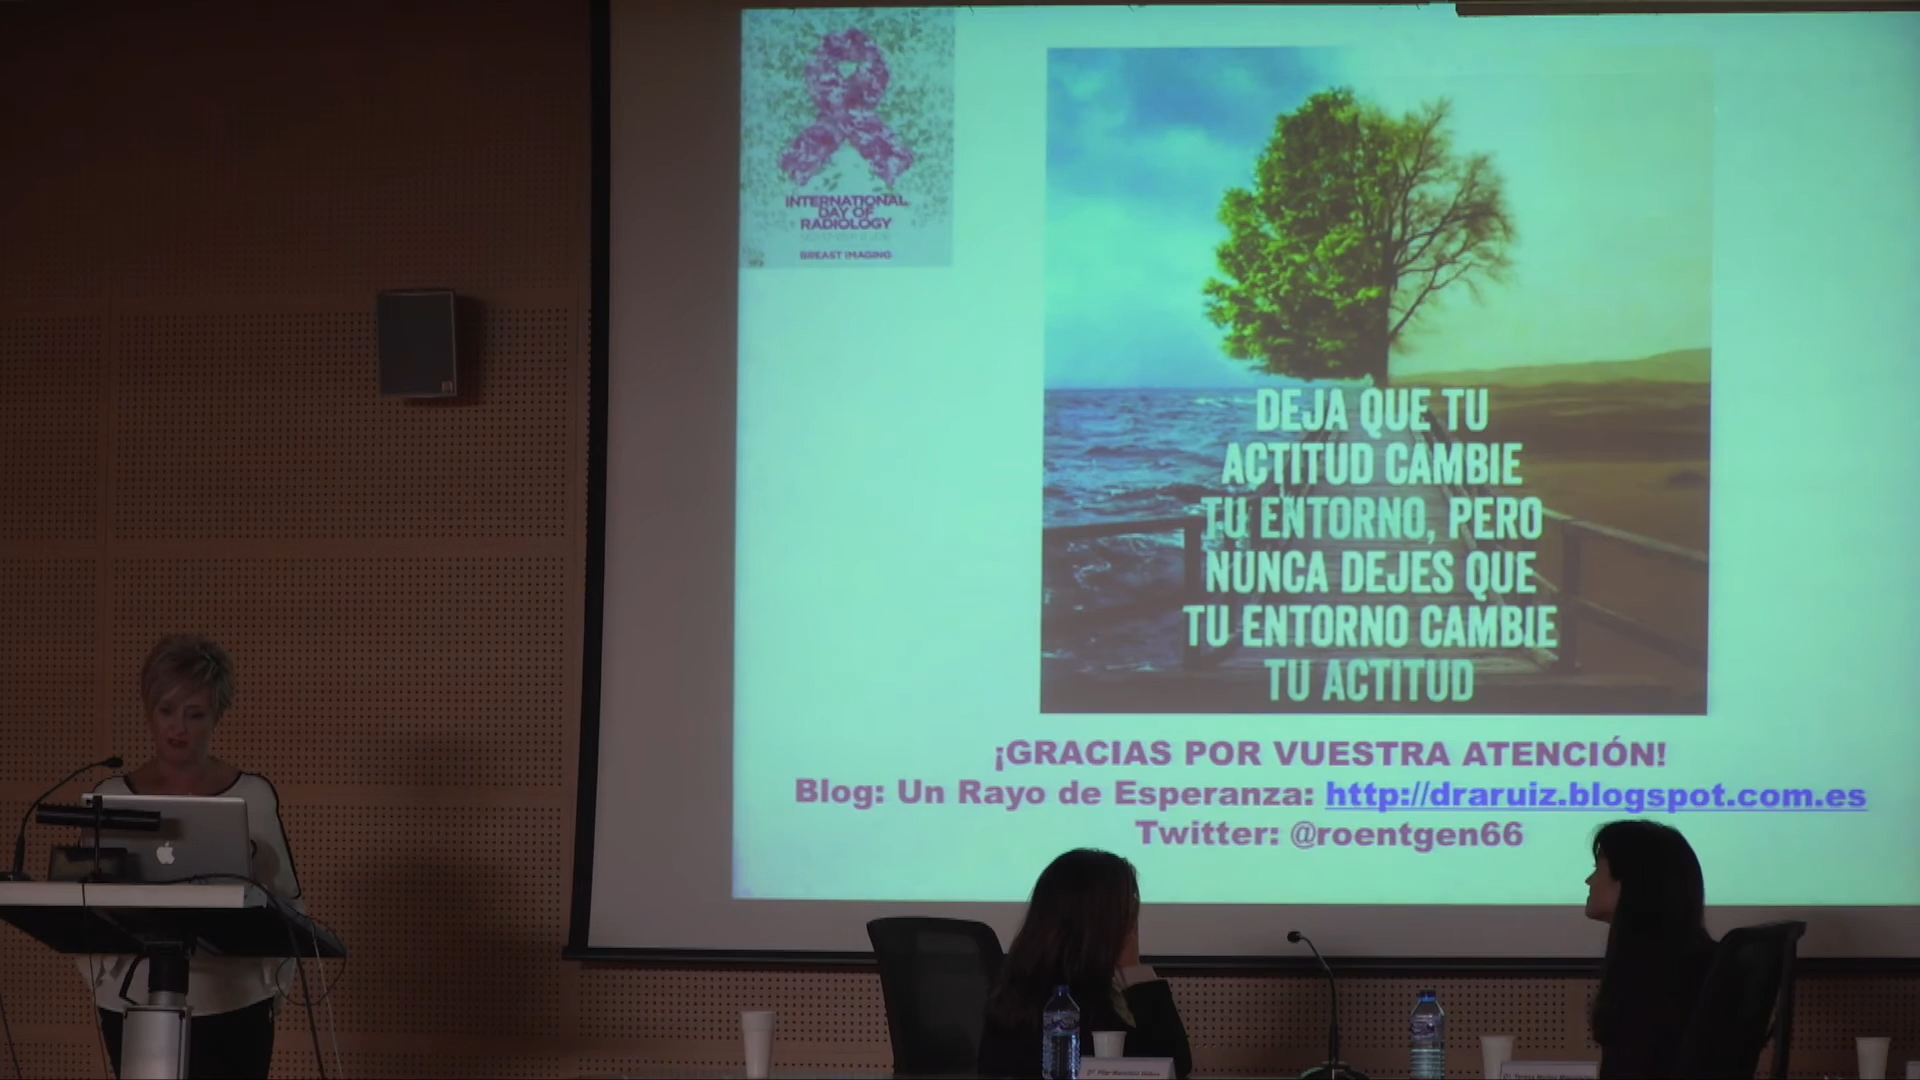 INTERNATIONAL
DAY OF
RADIOLOGY
BREAST IMAGING
DEJA QUE TU
ACTITUD CAMBIE
TU ENTORNO, PERO
NUNCA DEJES QUE
TU ENTORNO CAMBIE
TU ACTITUD
¡GRACIAS POR VUESTRA ATENCIÓN!
Blog: Un Rayo de Esperanza: http://draruiz.blogspot.com.es
Twitter: @roentgen66